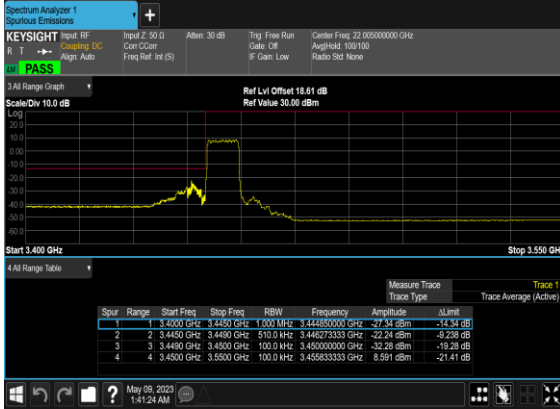 Spectrum Analyzer 1
Spurious Emissions
+
KEYSIGHT
Input: RF
Coupling: DC
Align: Auto
R T
LXI PASS
Input Z: 50 Ω
Corr CCorr
Freq Ref: Int (S)
Atten: 30 dB
Trig: Free Run
Gate: Off
IF Gain: Low
Center Freq: 22.005000000 GHz
Avg|Hold: 100/100
Radio Std: None
3 All Range Graph
Scale/Div 10.0 dB
Ref Lvl Offset 18.61 dB
Ref Value 30.00 dBm
Log
20.0
10.0
0.00
-10.0
-20.0
-30.0
-40.0
-50.0
-60.0
Start 3.400 GHz
Stop 3.550 GH
4 All Range Table
Measure Trace Trace 1
Trace Type Trace Average (Active)
Spur Range Start Freq Stop Freq RBW Frequency Amplitude ΔLimit
1 1 3.4000 GHz 3.4450 GHz 1.000 MHz 3.444850000 GHz -27.34 dBm -14.34 dB
2 2 3.4450 GHz 3.4490 GHz 510.0 kHz 3.446273333 GHz -22.24 dBm -9.238 dB
3 3 3.4490 GHz 3.4500 GHz 100.0 kHz 3.450000000 GHz -32.28 dBm -19.28 dB
4 4 3.4500 GHz 3.5500 GHz 100.0 kHz 3.455833333 GHz 8.591 dBm -21.41 dB
?
May 09, 2023
1:41:24 AM